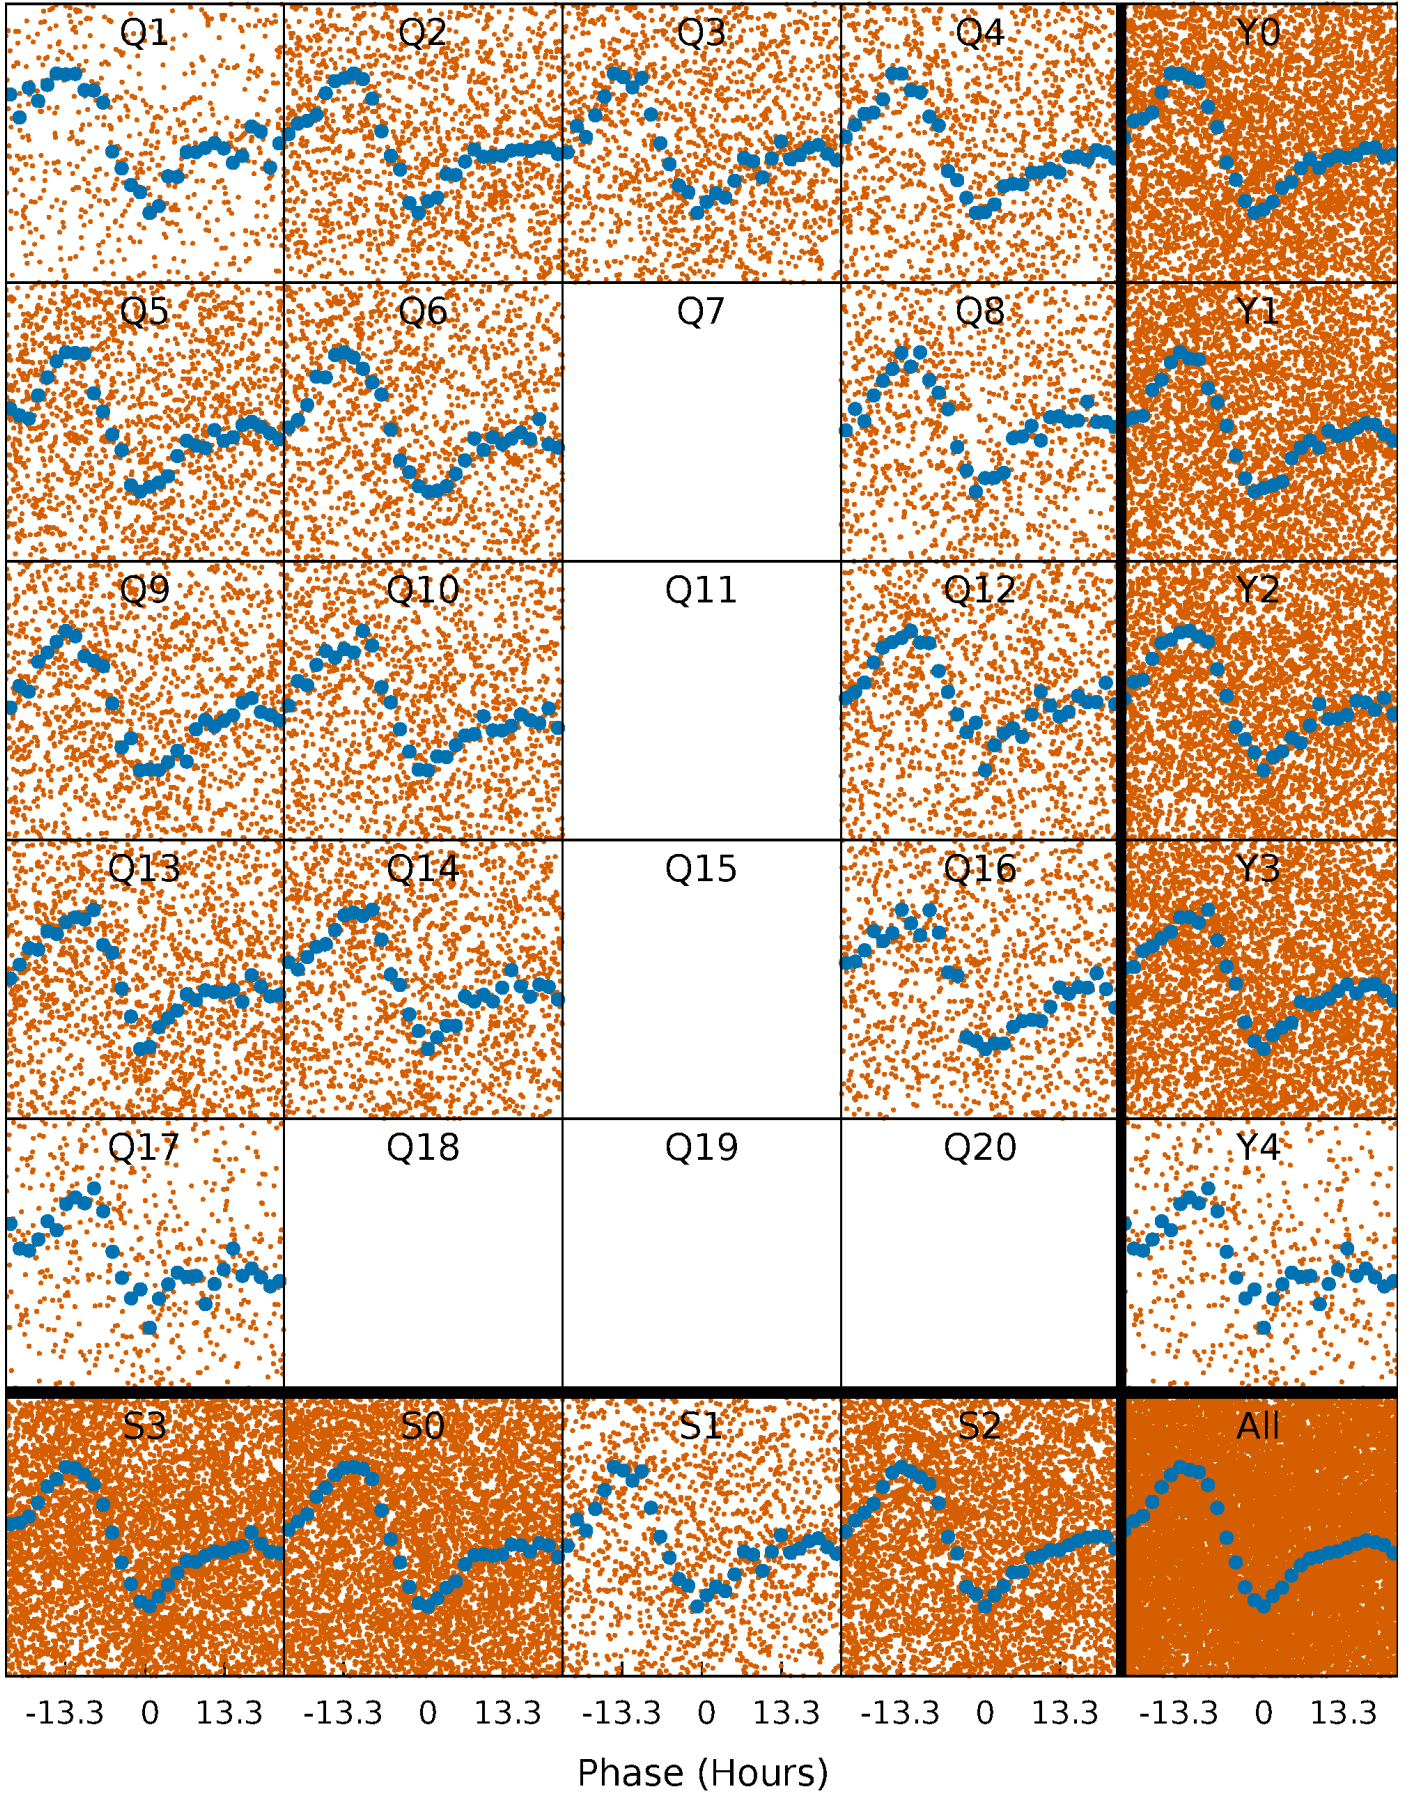 Q1 Q2 Q3 Q4 Y0
Q5 Q6 Q7 Q8 Y1
Q9 Q10 Q11 Q12 Y2
Q13 Q14 Q15 Q16 Y3
Q17 Q18 Q19 Q20 Y4
S3 S0 S1 S2 All
-13.3 0 13.3 -13.3 0 13.3 -13.3 0 13.3 -13.3 0 13.3 -13.3 0 13.3
Phase (Hours)